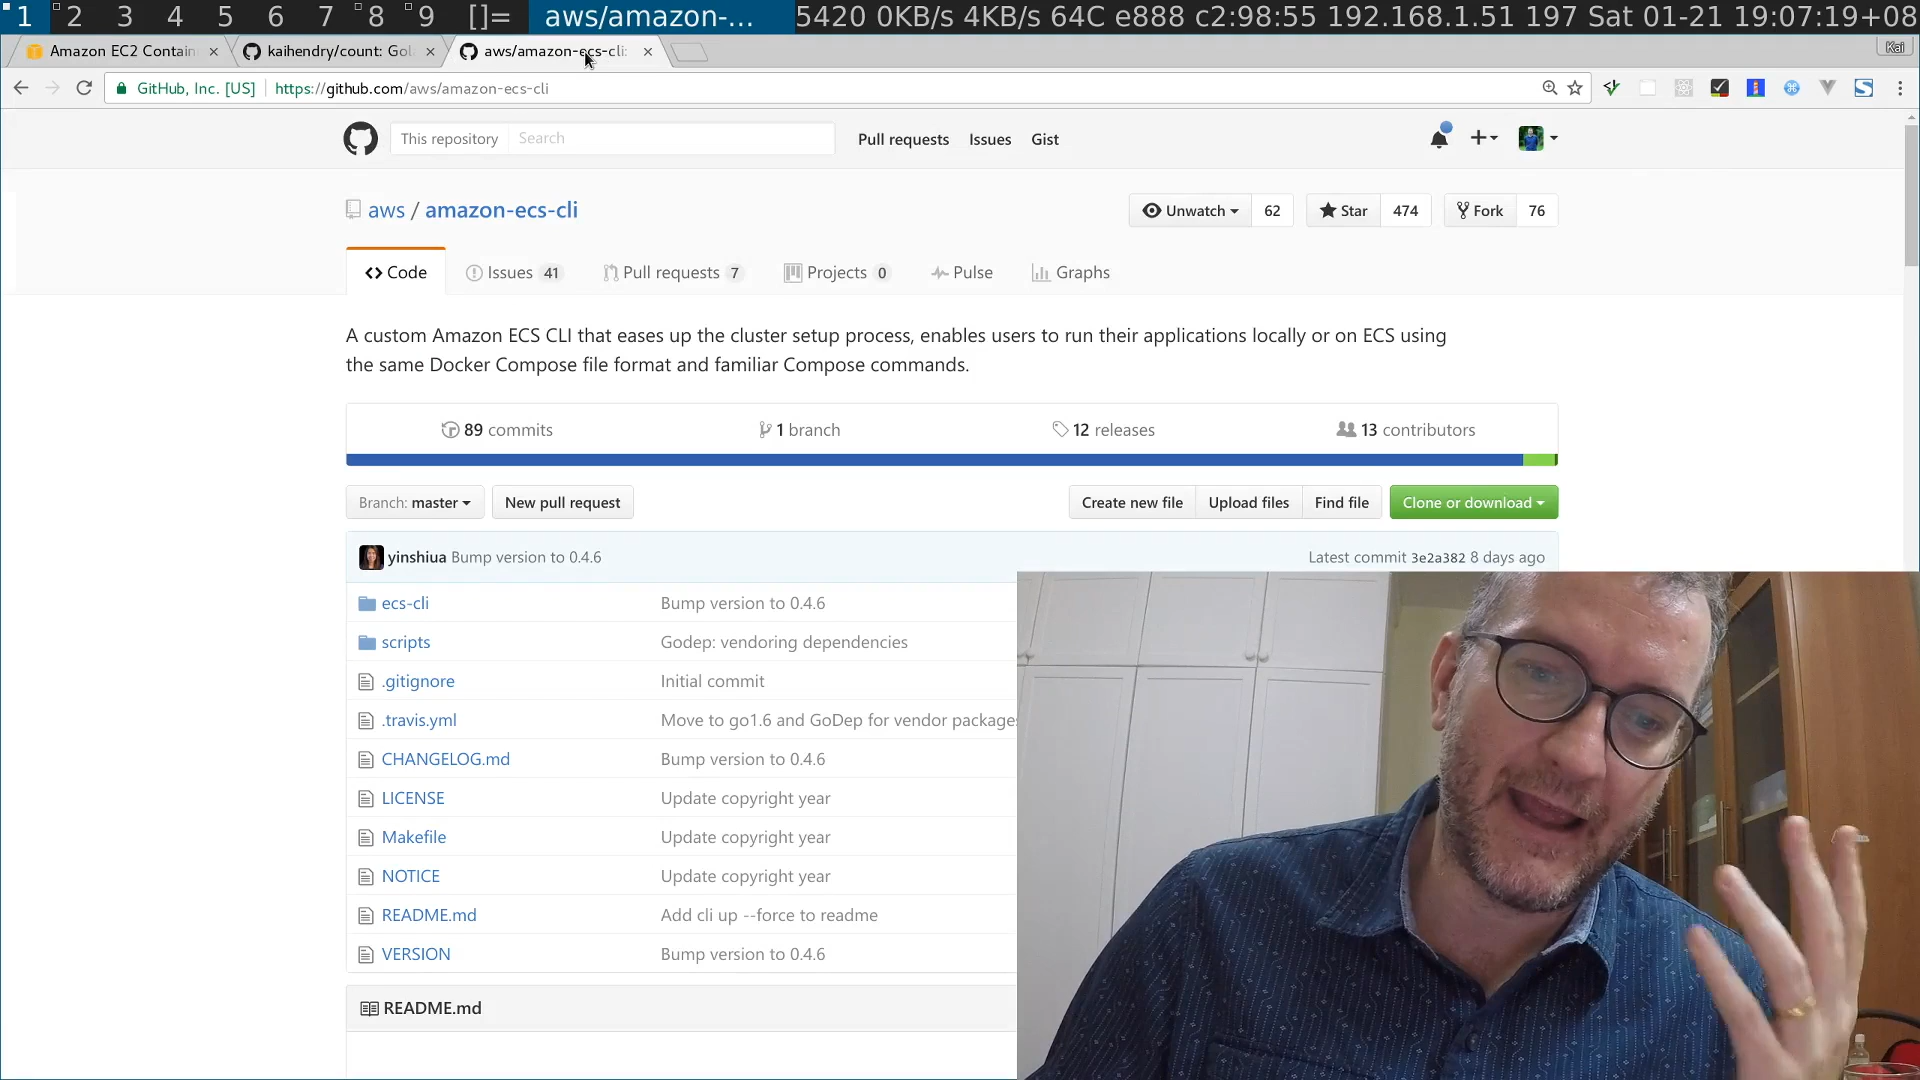 1 2 3 4 5 6 7 8 9 []= aws/amazon-... 5420 0KB/s 4KB/s 64C e888 c2:98:55 192.168.1.51 197 Sat 01-21 19:07:19+08
Amazon EC2 Contain × kaihendry/count: Gol × aws/amazon-ecs-cli: × Kai
GitHub, Inc. [US] https://github.com/aws/amazon-ecs-cli
This repository Search Pull requests Issues Gist
aws / amazon-ecs-cli Unwatch 62 Star 474 Fork 76
Code Issues 41 Pull requests 7 Projects 0 Pulse Graphs
A custom Amazon ECS CLI that eases up the cluster setup process, enables users to run their applications locally or on ECS using
the same Docker Compose file format and familiar Compose commands.
89 commits 1 branch 12 releases 13 contributors
Branch: master New pull request Create new file Upload files Find file Clone or download
yinshiua Bump version to 0.4.6 Latest commit 3e2a382 8 days ago
ecs-cli Bump version to 0.4.6
scripts Godep: vendoring dependencies
.gitignore Initial commit
.travis.yml Move to go1.6 and GoDep for vendor packages
CHANGELOG.md Bump version to 0.4.6
LICENSE Update copyright year
Makefile Update copyright year
NOTICE Update copyright year
README.md Add cli up --force to readme
VERSION Bump version to 0.4.6
README.md